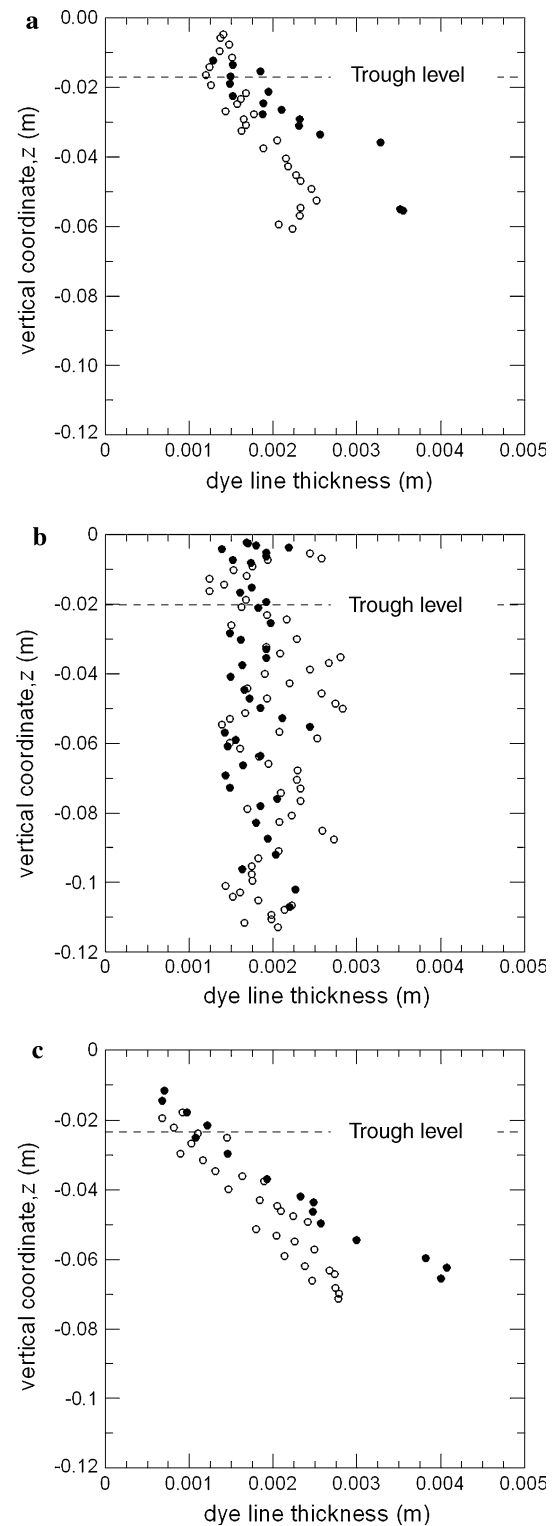 a
0.00
-0.02
-0.04
-0.06
-0.08
-0.10
-0.12
vertical coordinate,z (m)
Trough level
0 0.001 0.002 0.003 0.004 0.005
dye line thickness (m)
b
0
-0.02
-0.04
-0.06
-0.08
-0.1
-0.12
vertical coordinate,z (m)
Trough level
0 0.001 0.002 0.003 0.004 0.005
dye line thickness (m)
c
0
-0.02
-0.04
-0.06
-0.08
-0.1
-0.12
vertical coordinate,z (m)
Trough level
0 0.001 0.002 0.003 0.004 0.005
dye line thickness (m)